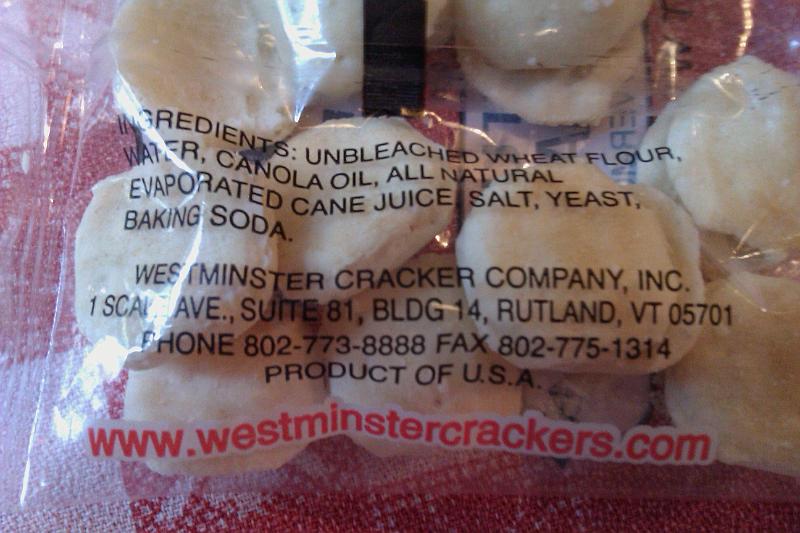 INGREDIENTS: UNBLEACHED WHEAT FLOUR,
WATER, CANOLA OIL, ALL NATURAL
EVAPORATED CANE JUICE SALT, YEAST,
BAKING SODA.
WESTMINSTER CRACKER COMPANY, INC.
1 AVE., SUITE 81, BLDG 14, RUTLAND, VT 05701
PHONE 802-773-8888 FAX 802-775-1314
PRODUCT OF U.S.A.
www.westminstercrackers.com